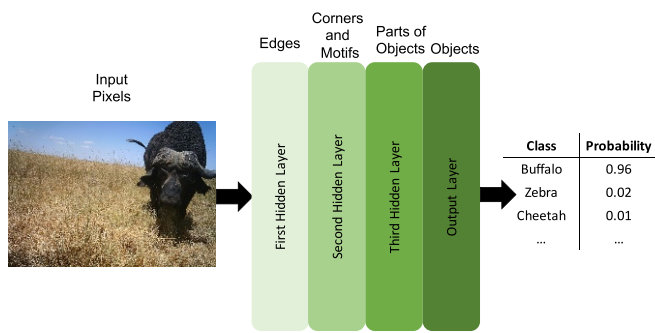 Input
Pixels
Edges
Corners
and
Motifs
Parts of
Objects
Objects
First Hidden Layer
Second Hidden Layer
Third Hidden Layer
Output Layer
Class Probability
Buffalo 0.96
Zebra 0.02
Cheetah 0.01
... ...